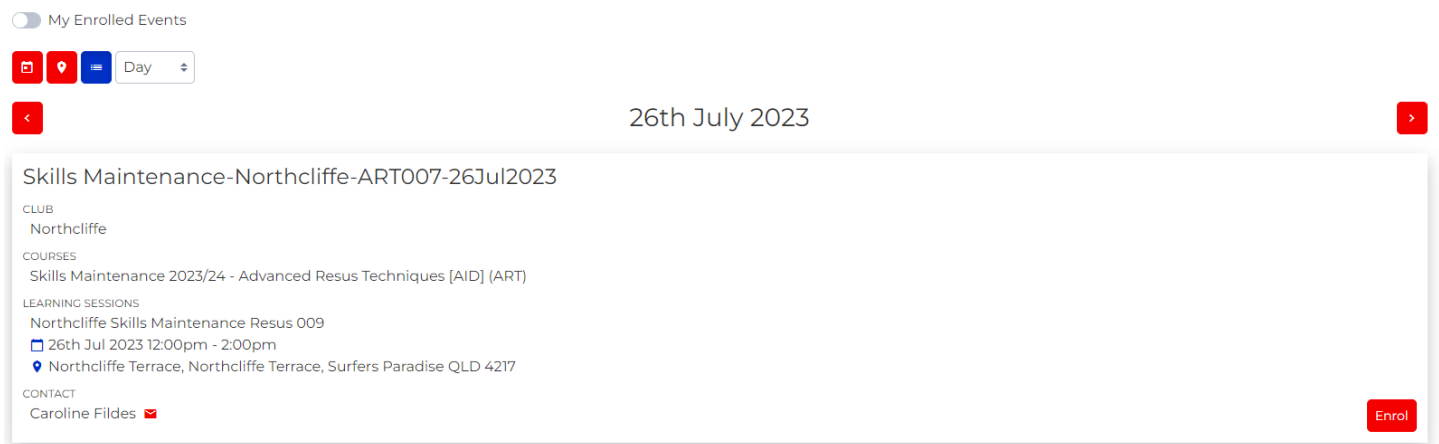 My Enrolled Events
Day
26th July 2023
Skills Maintenance-Northcliffe-ART007-26Jul2023
CLUB
Northcliffe
COURSES
Skills Maintenance 2023/24 - Advanced Resus Techniques [AID] (ART)
LEARNING SESSIONS
Northcliffe Skills Maintenance Resus 009
26th Jul 2023 12:00pm - 2:00pm
Northcliffe Terrace, Northcliffe Terrace, Surfers Paradise QLD 4217
CONTACT
Caroline Fildes
Enrol